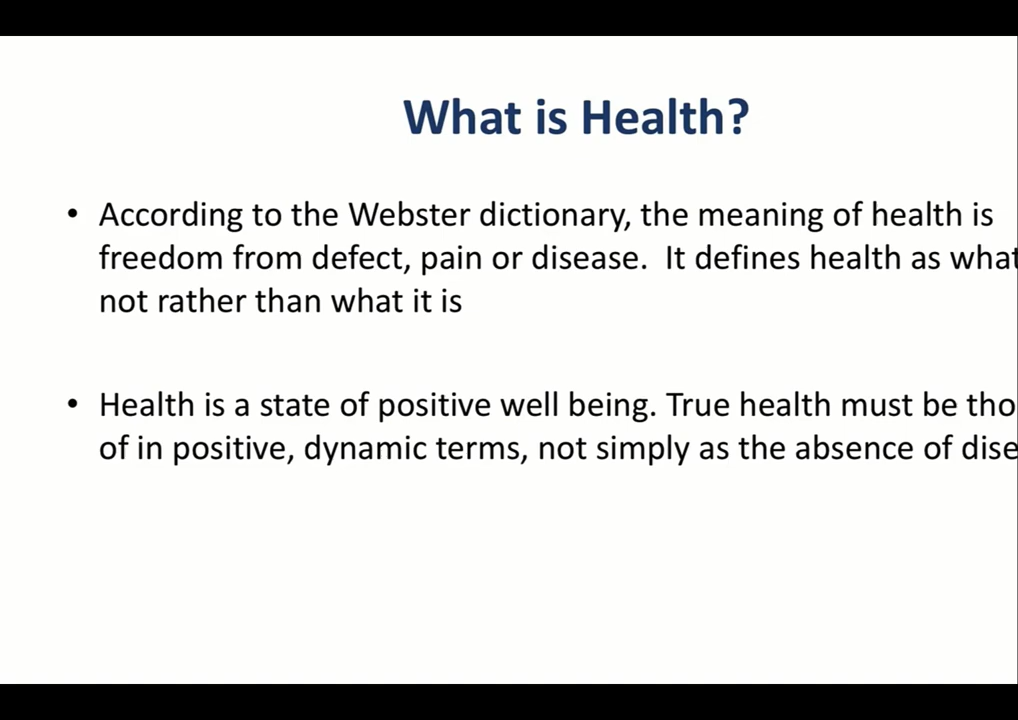 What is Health?
• According to the Webster dictionary, the meaning of health is
freedom from defect, pain or disease.  It defines health as what
not rather than what it is
• Health is a state of positive well being. True health must be tho
of in positive, dynamic terms, not simply as the absence of dise